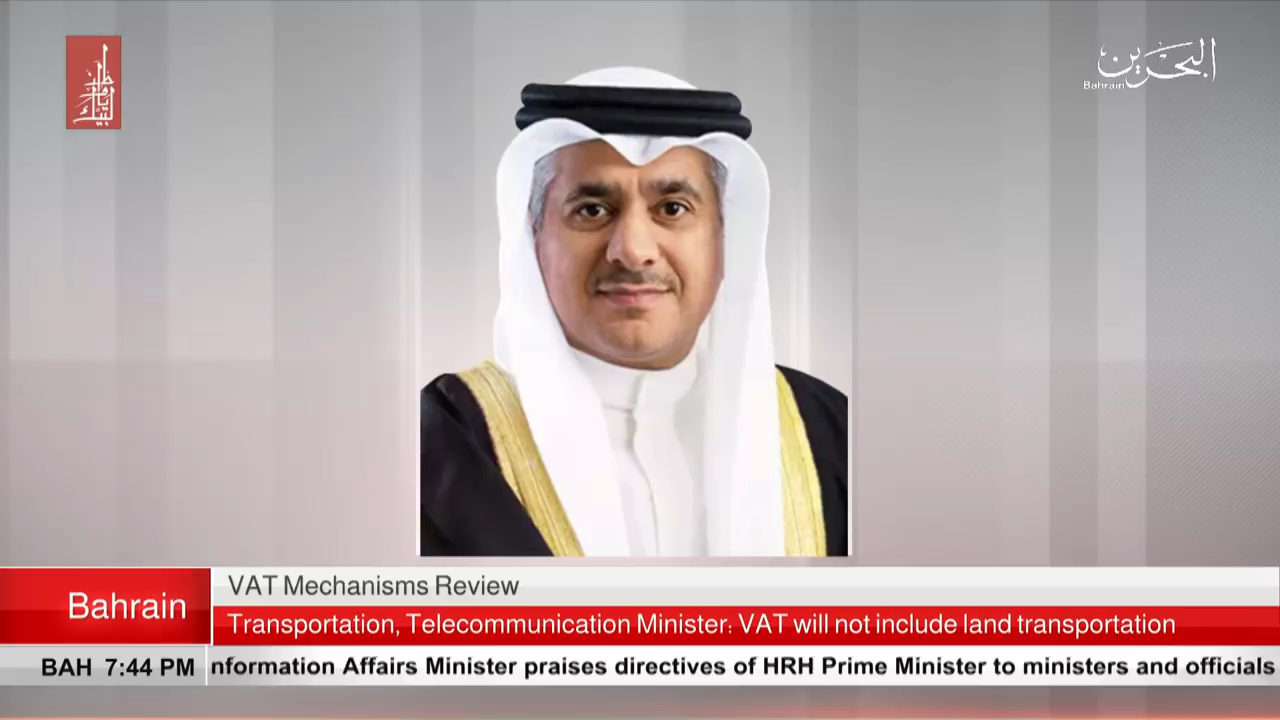 البحرين
Bahrain
VAT Mechanisms Review
Bahrain
Transportation, Telecommunication Minister: VAT will not include land transportation
BAH 7:44 PM
nformation Affairs Minister praises directives of HRH Prime Minister to ministers and officials